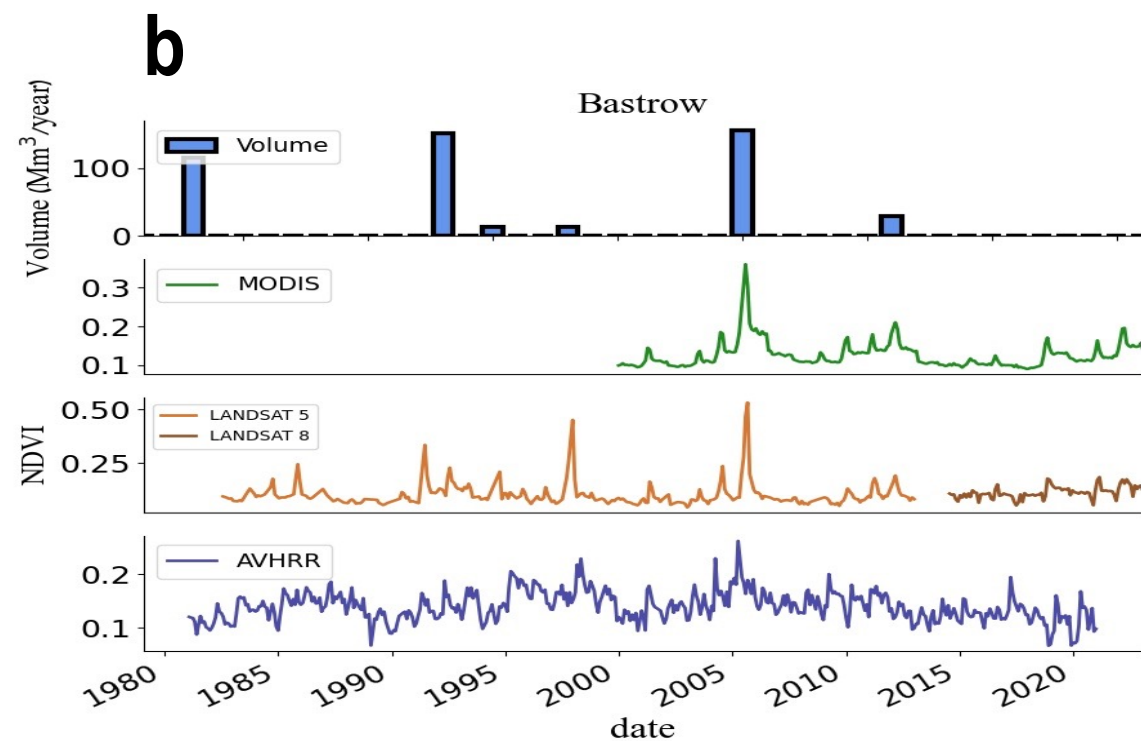 b
Bastrow
Volume (Mm³/year)
Volume
100
0
MODIS
0.3
0.2
0.1
NDVI
LANDSAT 5
LANDSAT 8
0.50
0.25
AVHRR
0.2
0.1
1980 1985 1990 1995 2000 2005 2010 2015 2020
date